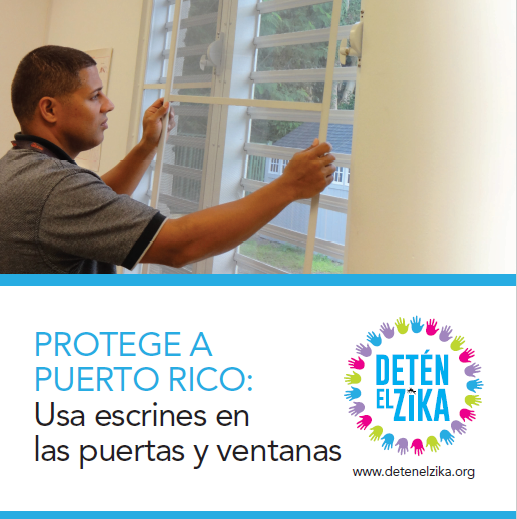 PROTEGE A
PUERTO RICO:
Usa escrines en
las puertas y ventanas
DETÉN
EL ZIKA
www.detenelzika.org